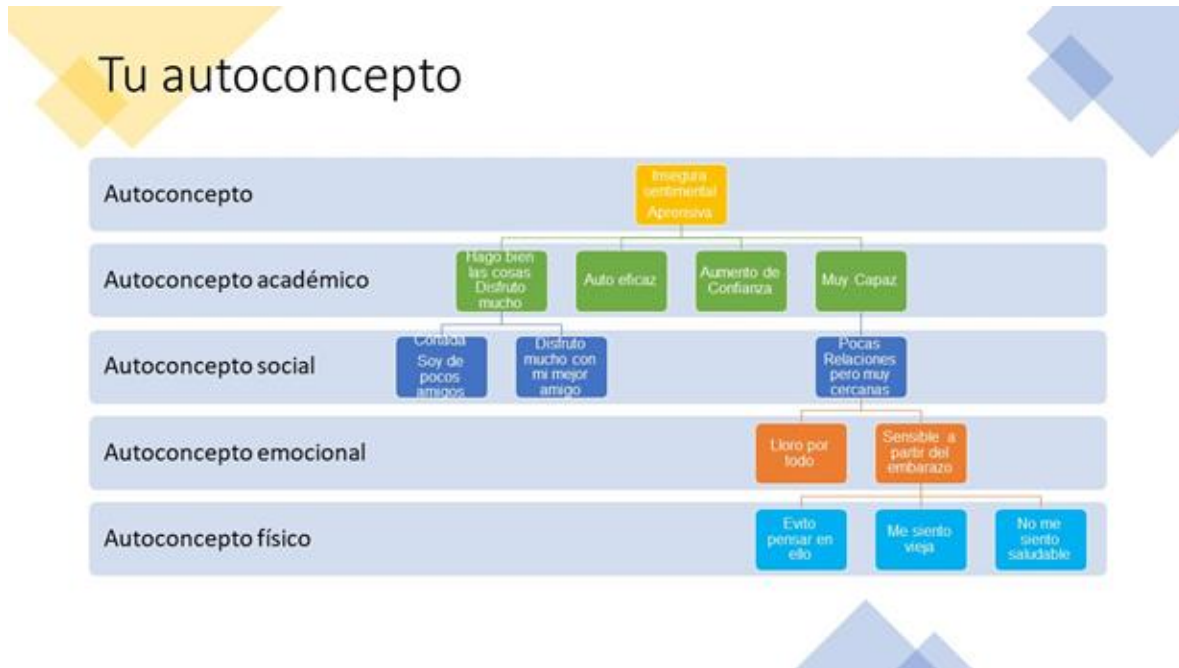 Tu autoconcepto
Autoconcepto
Insegura
sentimental
Aprensiva
Autoconcepto académico
Hago bien
las cosas
Disfruto
mucho
Auto eficaz
Aumento de
Confianza
Muy Capaz
Autoconcepto social
Soy de
pocos
amigos
Disfruto
mucho con
mi mejor
amigo
Pocas
Relaciones
pero muy
cercanas
Autoconcepto emocional
Lloro por
todo
Sensible a
partir del
embarazo
Autoconcepto físico
Evito
pensar en
ello
Me siento
vieja
No me
siento
saludable